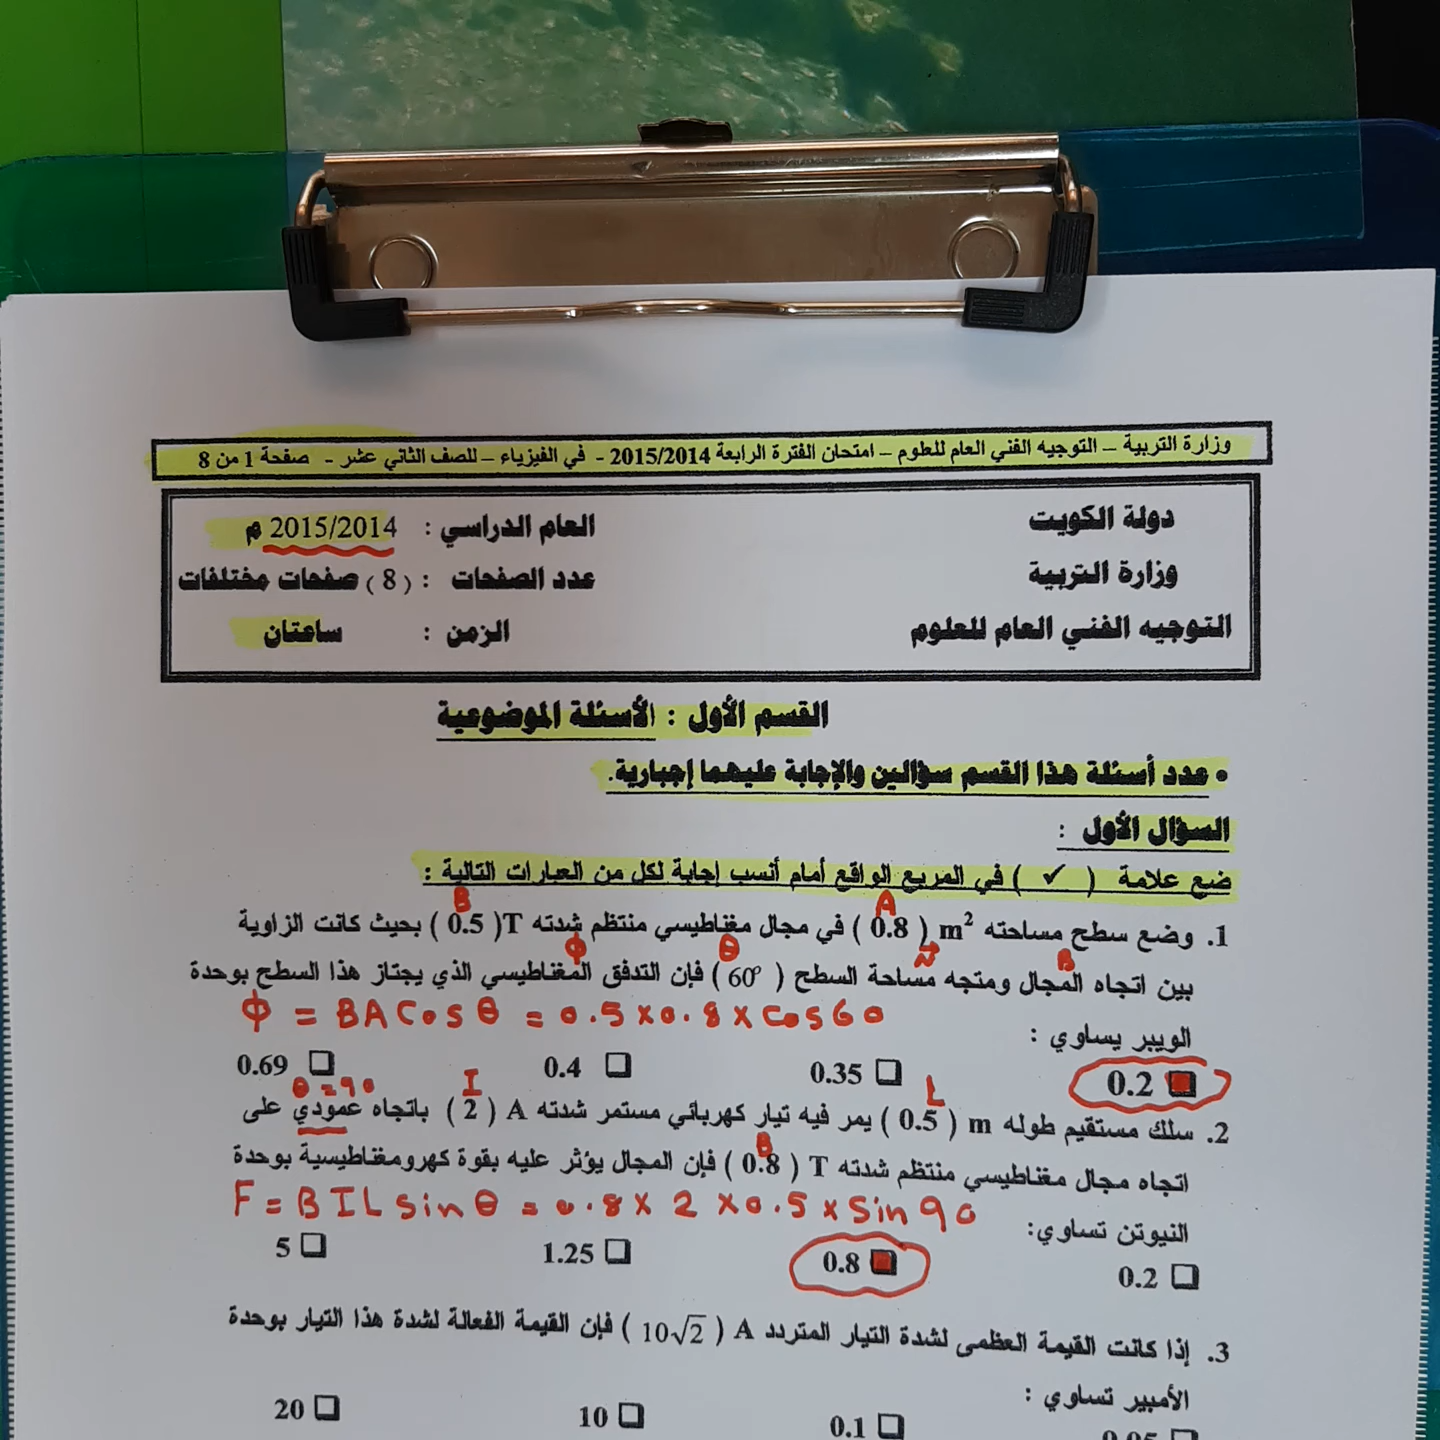 وزارة التربية – التوجيه الفني العام للعلوم – امتحان الفترة الرابعة 2015/2014 - في الفيزياء – للصف الثاني عشر - صفحة 1 من 8
دولة الكويت
العام الدراسي : 2015/2014 م
وزارة التربية
عدد الصفحات : ( 8 ) صفحات مختلفات
التوجيه الفني العام للعلوم
الزمن : ساعتان
القسم الأول : الأسئلة الموضوعية
• عدد أسئلة هذا القسم سؤالين والإجابة عليهما إجبارية.
السؤال الأول :
ضع علامة ( ✓ ) في المربع الواقع أمام أنسب إجابة لكل من العبارات التالية :
B A
1. وضع سطح مساحته m² ( 0.8 ) في مجال مغناطيسي منتظم شدته T( 0.5 ) بحيث كانت الزاوية
B N θ Φ
بين اتجاه المجال ومتجه مساحة السطح ( 60° ) فإن التدفق المغناطيسي الذي يجتاز هذا السطح بوحدة
Φ = BA Cos θ = 0.5 × 0.8 × Cos 60
الويبر يساوي :
0.2 0.35 0.4 0.69
L I θ = 90
2. سلك مستقيم طوله m ( 0.5 ) يمر فيه تيار كهربائي مستمر شدته A ( 2 ) باتجاه عمودي على
B
اتجاه مجال مغناطيسي منتظم شدته T ( 0.8 ) فإن المجال يؤثر عليه بقوة كهرومغناطيسية بوحدة
F = B I L sin θ = 0.8 × 2 × 0.5 × Sin 90
النيوتن تساوي:
0.2 0.8 1.25 5
3. إذا كانت القيمة العظمى لشدة التيار المتردد A ( 10√2 ) فإن القيمة الفعالة لشدة هذا التيار بوحدة
الأمبير تساوي :
0.1 10 20